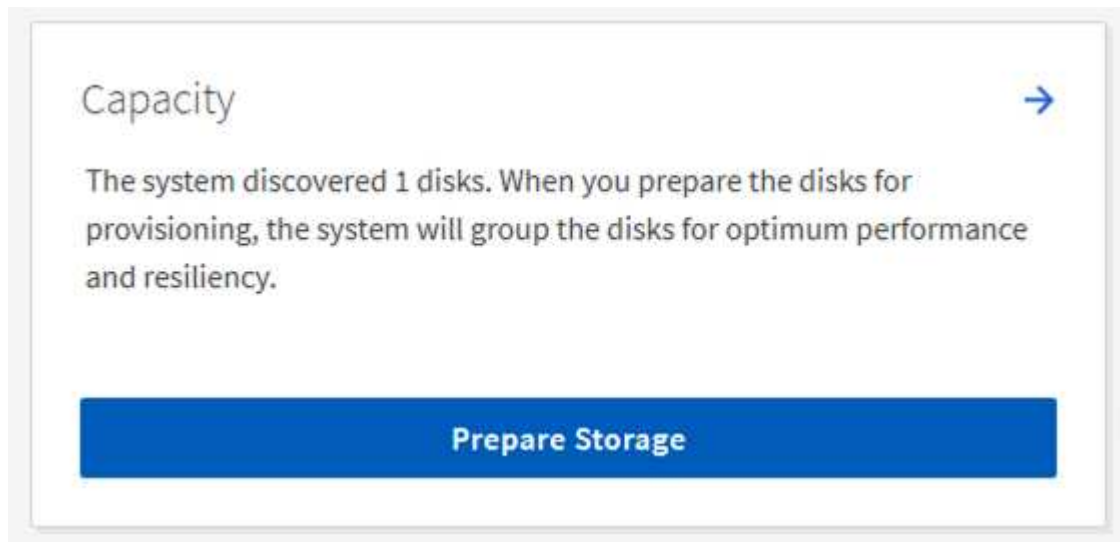 Capacity
The system discovered 1 disks. When you prepare the disks for
provisioning, the system will group the disks for optimum performance
and resiliency.
Prepare Storage